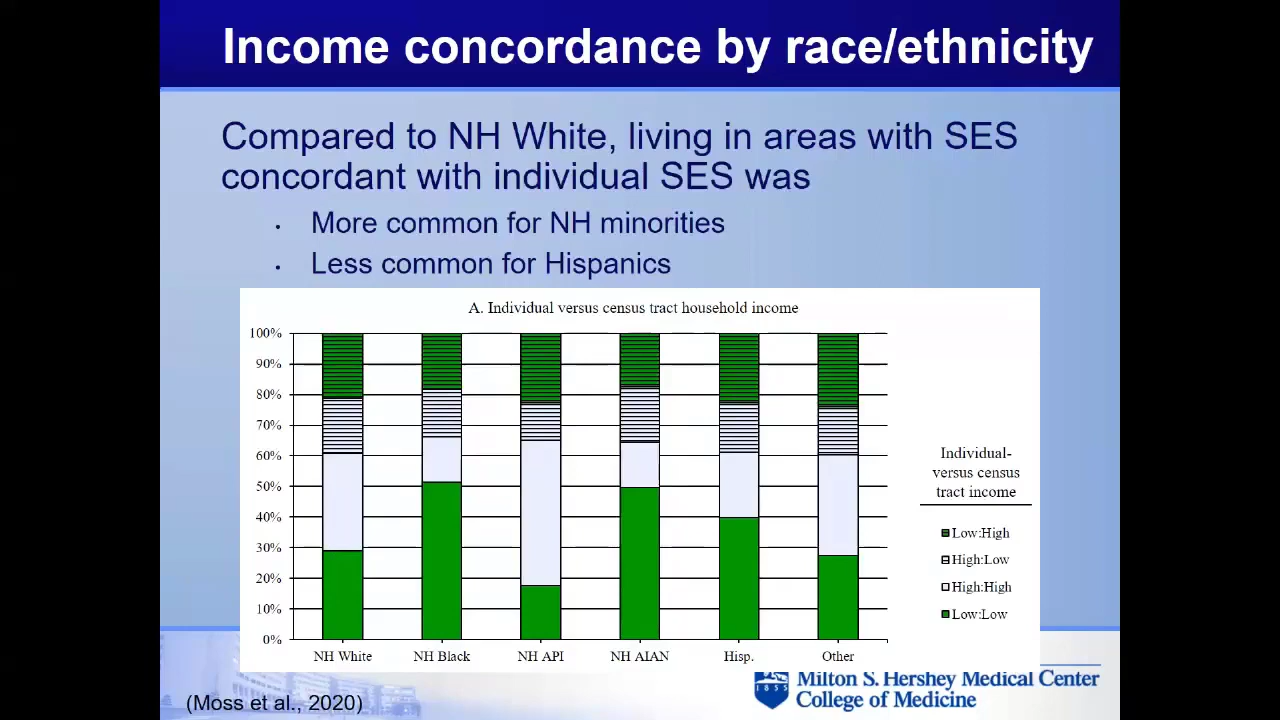 Income concordance by race/ethnicity
Compared to NH White, living in areas with SES
concordant with individual SES was
• More common for NH minorities
• Less common for Hispanics
A. Individual versus census tract household income
100%
90%
80%
70%
60%
50%
40%
30%
20%
10%
0%
NH White NH Black NH API NH AIAN Hisp. Other
Individual-
versus census
tract income
Low:High
High:Low
High:High
Low:Low
(Moss et al., 2020)
1855
Milton S. Hershey Medical Center
College of Medicine